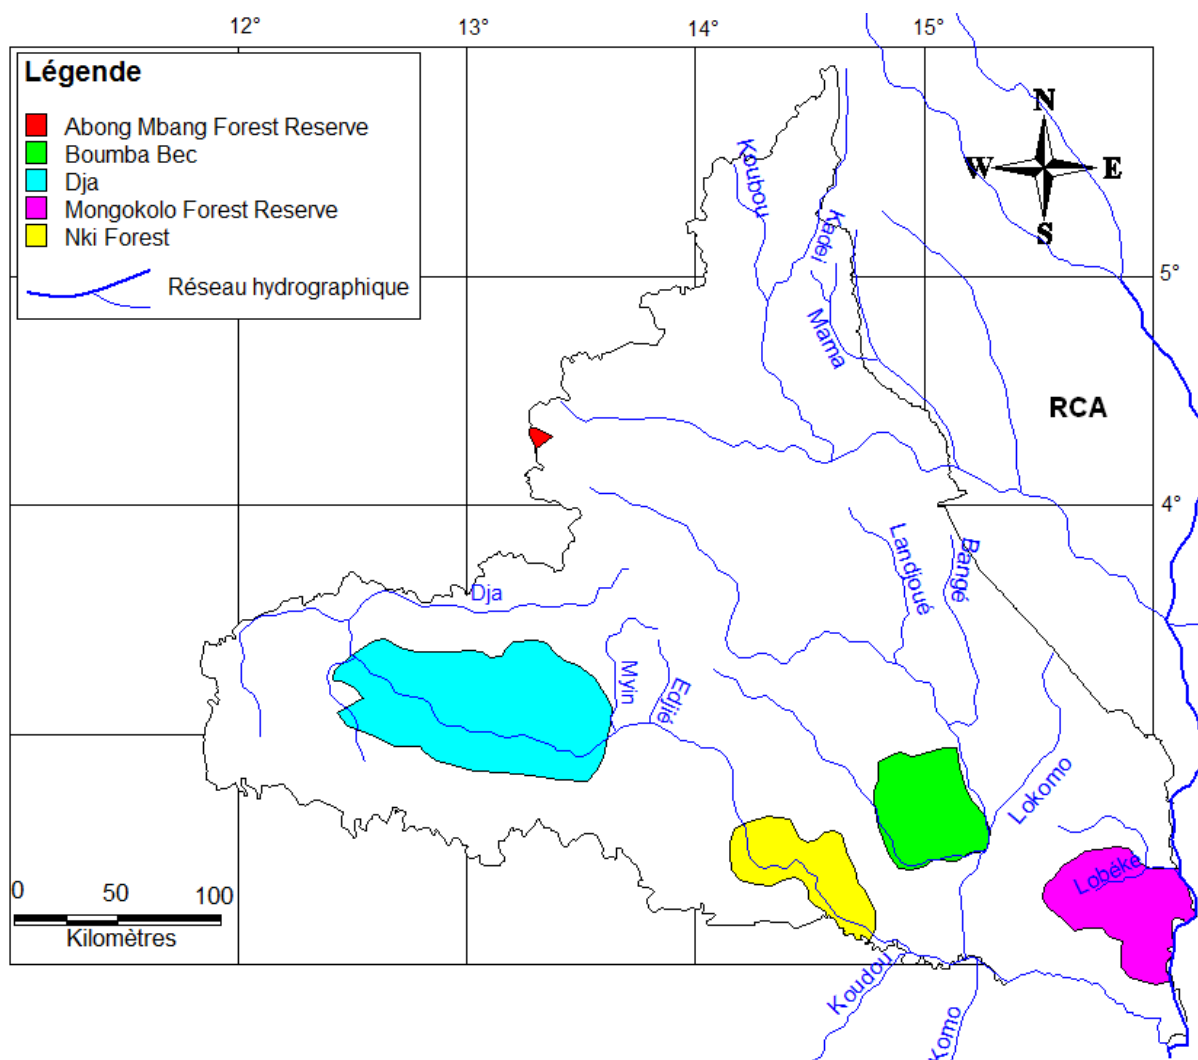 12°
13°
14°
15°
Légende
Abong Mbang Forest Reserve
Boumba Bec
Dja
Mongokolo Forest Reserve
Nki Forest
Réseau hydrographique
N
W
E
S
Koubou
Kadei
5°
Mama
RCA
4°
Landjoué
Bangé
Dja
Myin
Edjié
Lokomo
Lobéké
0
50
100
Kilomètres
Koudou
Komo